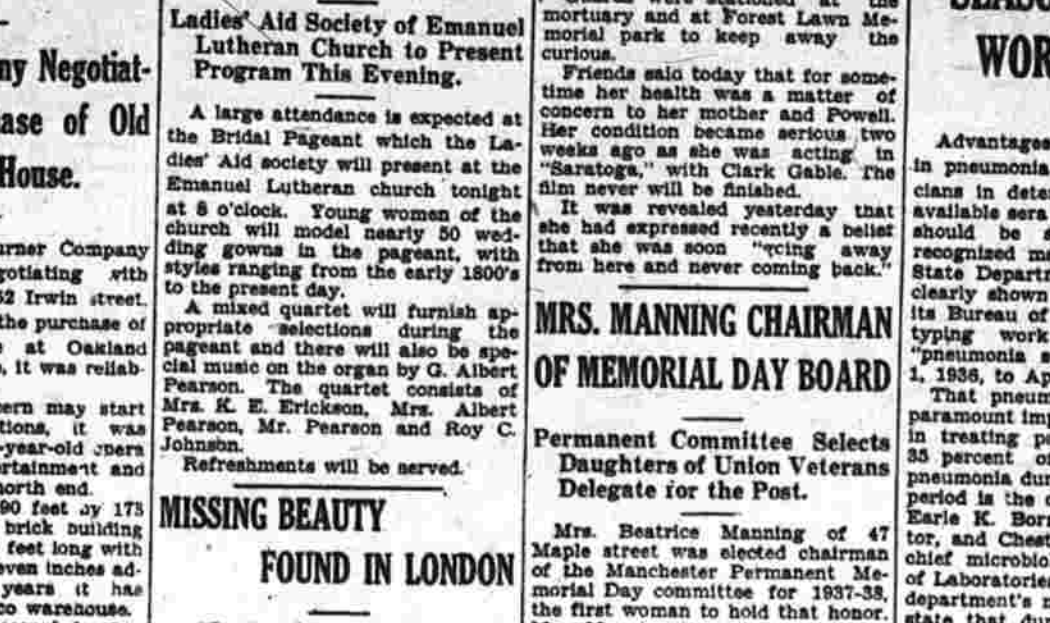 ny Negotiat-
ase of Old
House.
urner Company
gotiating with
52 Irwin street.
the purchase of
at Oakland
, it was reliab-
ern may start
tions, it was
-year-old opera
rtainment and
north end.
90 feet by 173
brick building
feet long with
even inches ad-
years it has
co warehouse.
Ladies' Aid Society of Emanuel
Lutheran Church to Present
Program This Evening.
A large attendance is expected at
the Bridal Pageant which the La-
dies' Aid society will present at the
Emanuel Lutheran church tonight
at 8 o'clock. Young women of the
church will model nearly 50 wed-
ding gowns in the pageant, with
styles ranging from the early 1800's
to the present day.
A mixed quartet will furnish ap-
propriate selections during the
pageant and there will also be spe-
cial music on the organ by G. Albert
Pearson. The quartet consists of
Mrs. K. E. Erickson, Mrs. Albert
Pearson, Mr. Pearson and Roy C.
Johnson.
Refreshments will be served.
MISSING BEAUTY
FOUND IN LONDON
were stationed at the
mortuary and at Forest Lawn Me-
morial park to keep away the
curious.
Friends said today that for some-
time her health was a matter of
concern to her mother and Powell.
Her condition became serious two
weeks ago as she was acting in
"Saratoga," with Clark Gable. The
film never will be finished.
It was revealed yesterday that
she had expressed recently a belief
that she was soon away
from here and never coming back."
MRS. MANNING CHAIRMAN
OF MEMORIAL DAY BOARD
Permanent Committee Selects
Daughters of Union Veterans
Delegate for the Post.
Mrs. Beatrice Manning of 47
Maple street was elected chairman
of the Manchester Permanent Me-
morial Day committee for 1937-38,
the first woman to hold that honor.
WOR
Advantages
in pneumonia
cians in dete
available sera
should be s
recognized m
State Departm
clearly shown
its Bureau of
typing work
"pneumonia s
1, 1936, to Ap
That pneum
paramount imp
in treating p
35 percent o
pneumonia du
period is the
Earle K. Borr
tor, and Chest
chief microbio
of Laboratorie
department's
state that dur